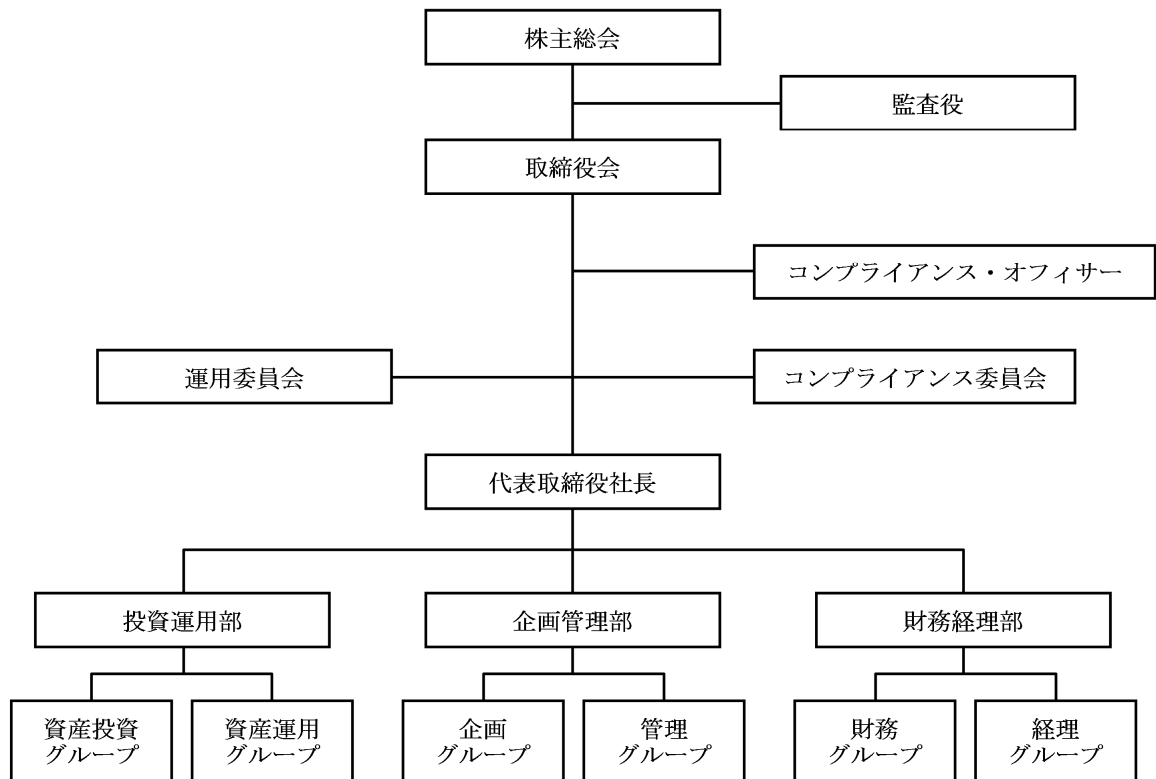 株主総会
監査役
取締役会
コンプライアンス・オフィサー
運用委員会
コンプライアンス委員会
代表取締役社長
投資運用部
企画管理部
財務経理部
資産投資
グループ
資産運用
グループ
企画
グループ
管理
グループ
財務
グループ
経理
グループ